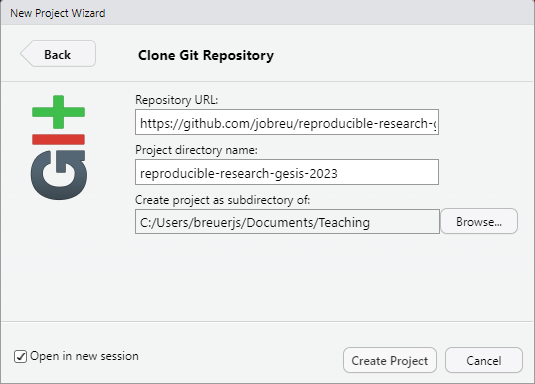 New Project Wizard
Back
Clone Git Repository
GIt
Repository URL:
https://github.com/jobreu/reproducible-research-g
Project directory name:
reproducible-research-gesis-2023
Create project as subdirectory of:
C:/Users/breuerjs/Documents/Teaching
Browse...
Open in new session
Create Project
Cancel